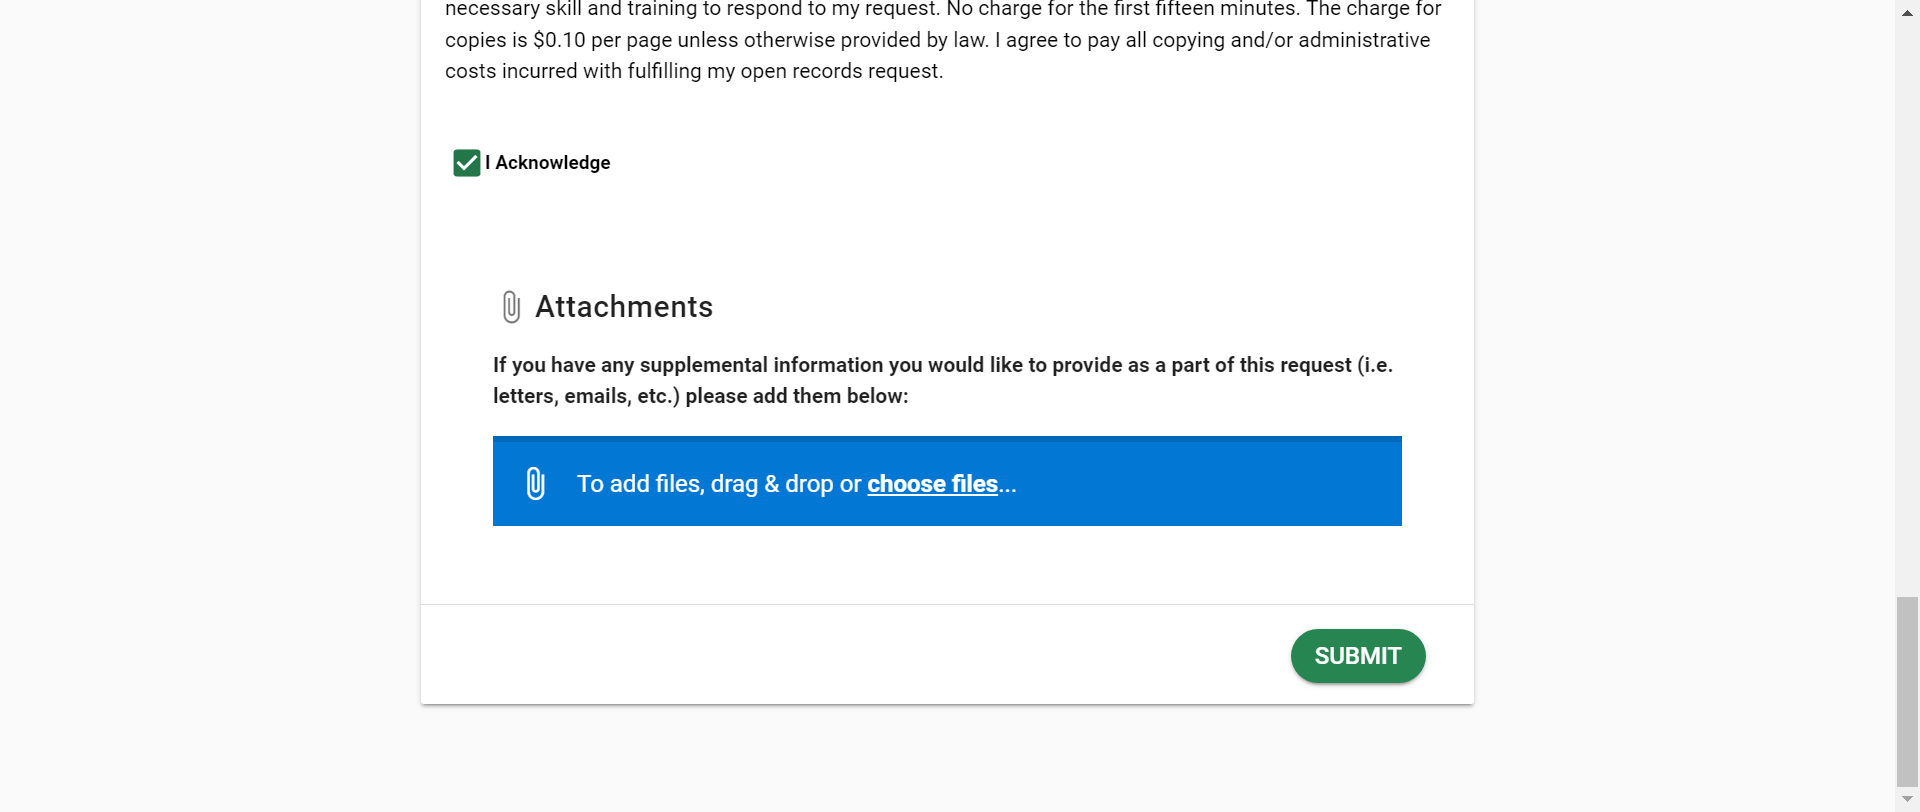 necessary skill and training to respond to my request. No charge for the first fifteen minutes. The charge for
copies is $0.10 per page unless otherwise provided by law. I agree to pay all copying and/or administrative
costs incurred with fulfilling my open records request.
I Acknowledge
Attachments
If you have any supplemental information you would like to provide as a part of this request (i.e.
letters, emails, etc.) please add them below:
To add files, drag & drop or choose files...
SUBMIT